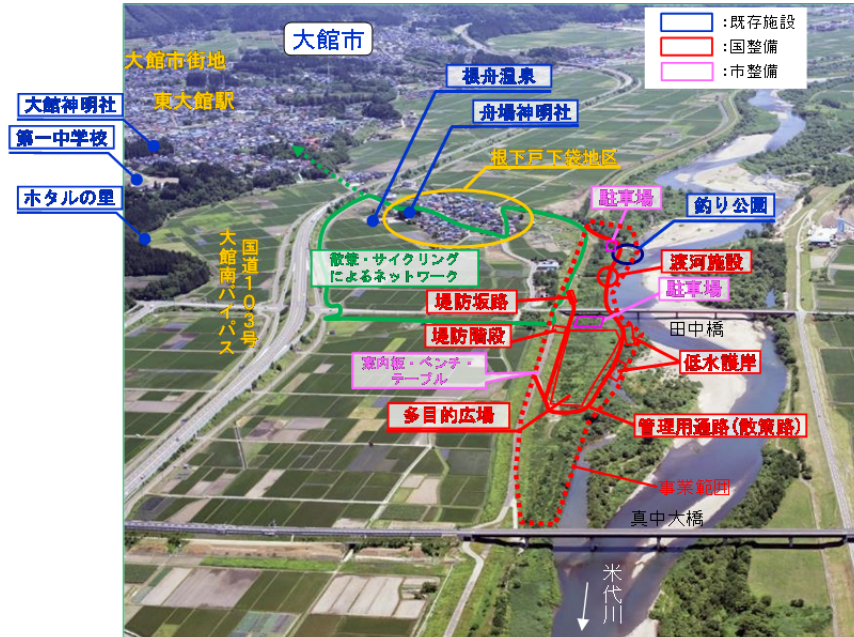 大館市
:既存施設
:国整備
:市整備
大館市街地
東大館駅
大館神明社
第一中学校
ホタルの里
根舟温泉
舟場神明社
根下戸下袋地区
駐車場
釣り公園
国道103号
大館南バイパス
散策・サイクリング
によるネットワーク
渡河施設
堤防坂路
駐車場
堤防階段
田中橋
案内板・ベンチ・
テーブル
低水護岸
多目的広場
管理用通路(散策路)
事業範囲
真中大橋
米代川